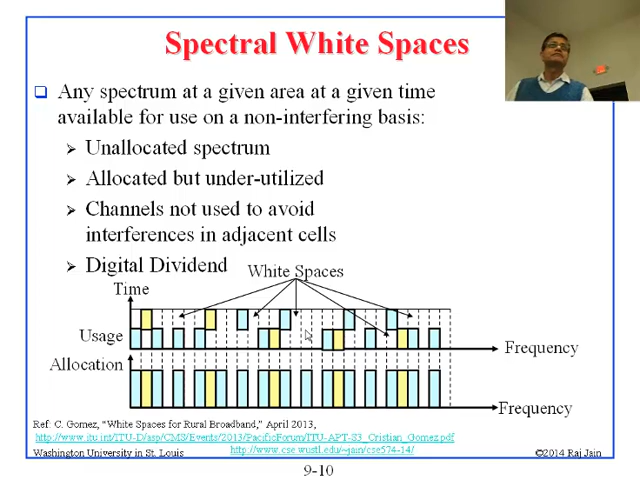 Spectral White Spaces
Any spectrum at a given area at a given time
available for use on a non-interfering basis:
Unallocated spectrum
Allocated but under-utilized
Channels not used to avoid
interferences in adjacent cells
Digital Dividend
White Spaces
Time
Usage
Frequency
Allocation
Frequency
Ref: C. Gomez, "White Spaces for Rural Broadband," April 2013,
http://www.itu.int/ITU-D/asp/CMS/Events/2013/PacificForum/ITU-APT-S3_Cristian_Gomez.pdf
Washington University in St. Louis
http://www.cse.wustl.edu/~jain/cse574-14/
©2014 Raj Jain
9-10